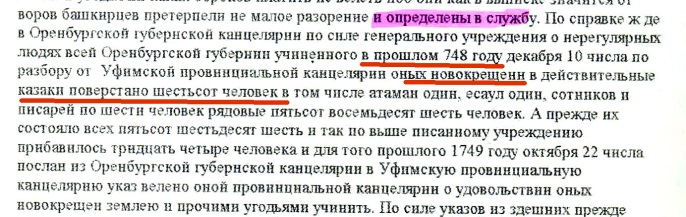 воров башкирцев претерпели не малое разорение и определены в службу. По справке ж де
в Оренбургской губернской канцелярии по силе генерального учреждения о нерегулярных
людях всей Оренбургской губернии учиненного в прошлом 748 году декабря 10 числа по
разбору от Уфимской провинциальной канцелярии оных новокрещенн в действительные
казаки поверстано шестьсот человек в том числе атаман один, есаул один, сотников и
писарей по шести человек рядовые пятьсот восемьдесят шесть человек. А прежде их
состояло всех пятьсот шестьдесят шесть и так по выше писанному учреждению
прибавилось тридцать четыре человека и для того прошлого 1749 году октября 22 числа
послан из Оренбургской губернской канцелярии в Уфимскую провинциальную
канцелярию указ велено оной провинциальной канцелярии о удовольствии оных
новокрещен землею и прочими угодьями учинить. По силе указов из здешних прежде